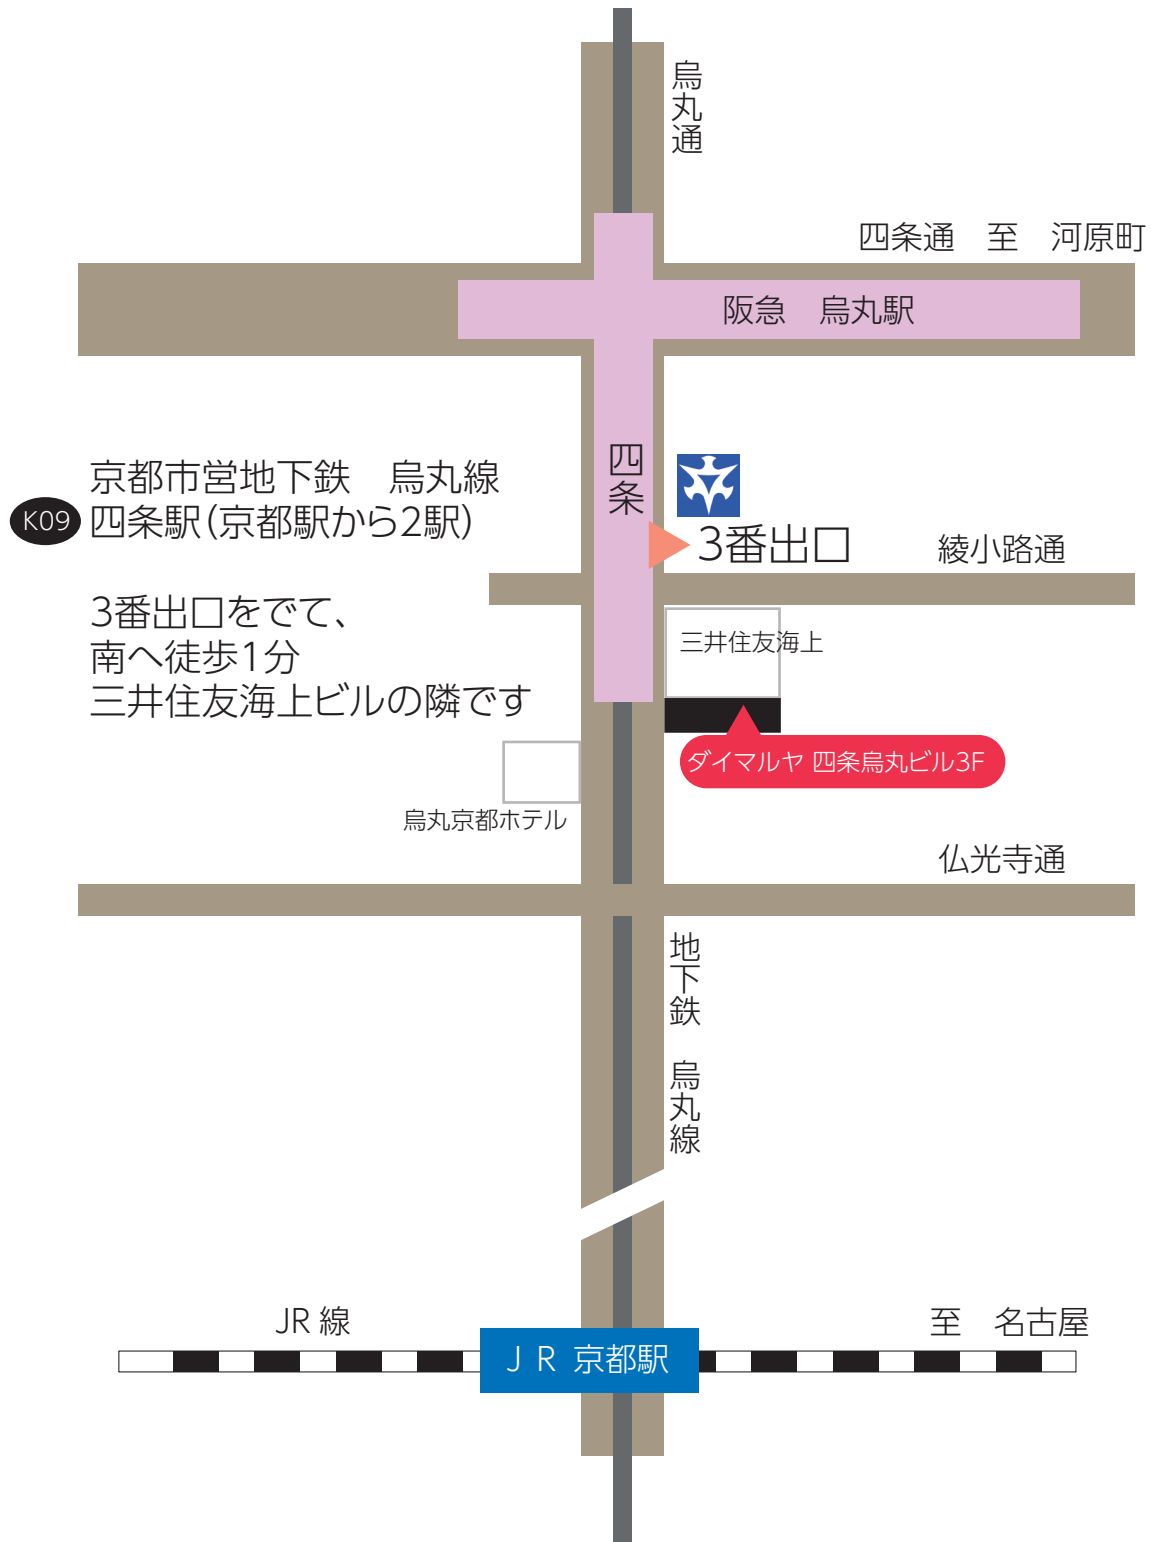 烏丸通
四条通　至　河原町
阪急　烏丸駅
四条
京都市営地下鉄　烏丸線
K09
四条駅（京都駅から2駅）
3番出口
綾小路通
3番出口をでて、
南へ徒歩1分
三井住友海上ビルの隣です
三井住友海上
ダイマルヤ 四条烏丸ビル3F
烏丸京都ホテル
仏光寺通
地下鉄　烏丸線
JR 線
至　名古屋
ＪＲ 京都駅